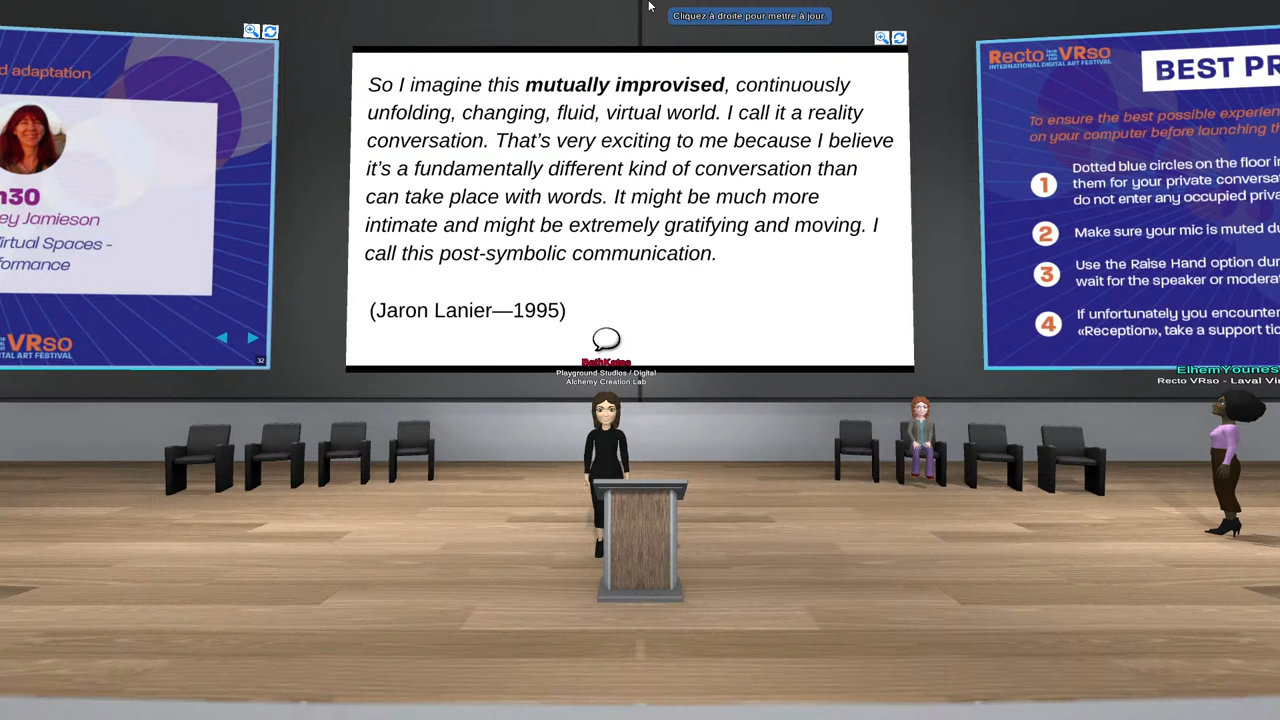 Cliquez à droite pour mettre à jour.
d adaptation
h30
ey Jamieson
Virtual Spaces -
formance
VRso
DIGITAL ART FESTIVAL
32
So I imagine this mutually improvised, continuously
unfolding, changing, fluid, virtual world. I call it a reality
conversation. That's very exciting to me because I believe
it's a fundamentally different kind of conversation than
can take place with words. It might be much more
intimate and might be extremely gratifying and moving. I
call this post-symbolic communication.
(Jaron Lanier—1995)
BethKates
Playground Studios / Digital
Alchemy Creation Lab
Recto VRso
INTERNATIONAL DIGITAL ART FESTIVAL
BEST PR
To ensure the best possible experien
on your computer before launching th
1
Dotted blue circles on the floor in
them for your private conversa
do not enter any occupied priva
2
Make sure your mic is muted du
3
Use the Raise Hand option dur
wait for the speaker or modera
4
If unfortunately you encounter
«Reception», take a support tic
ElhemYounes
Recto VRso - Laval Vi